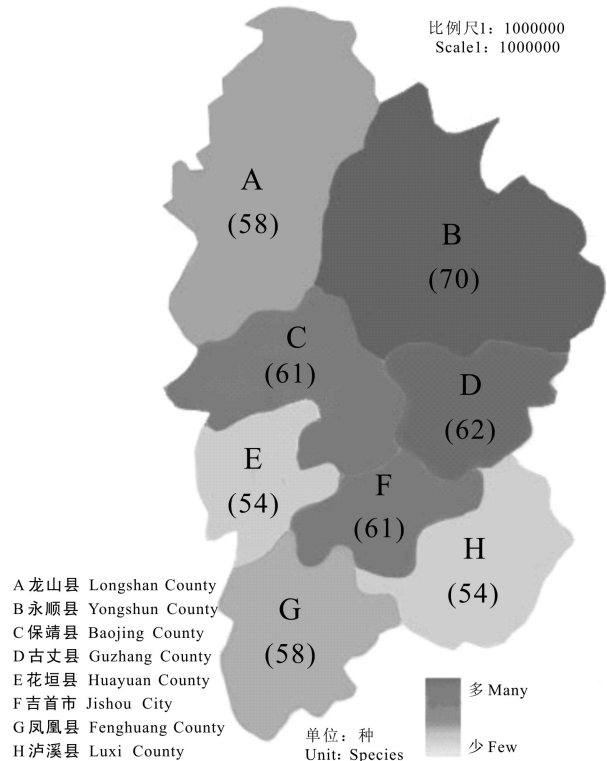 比例尺1：1000000
Scale1：1000000
A
(58)
B
(70)
C
(61)
D
(62)
E
(54)
F
(61)
H
(54)
G
(58)
A 龙山县 Longshan County
B 永顺县 Yongshun County
C 保靖县 Baojing County
D 古丈县 Guzhang County
E 花垣县 Huayuan County
F 吉首市 Jishou City
G 凤凰县 Fenghuang County
H 泸溪县 Luxi County
单位：种
Unit: Species
多 Many
少 Few